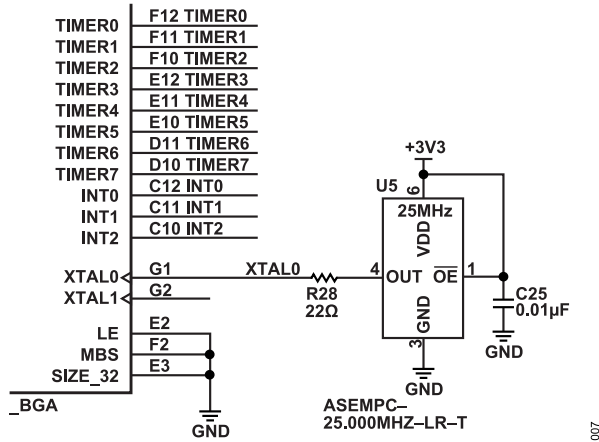 TIMER0 F12 TIMER0
TIMER1 F11 TIMER1
TIMER2 F10 TIMER2
TIMER3 E12 TIMER3
TIMER4 E11 TIMER4
TIMER5 E10 TIMER5
TIMER6 D11 TIMER6
TIMER7 D10 TIMER7
INT0 C12 INT0
INT1 C11 INT1
INT2 C10 INT2
XTAL0 G1 XTAL0
XTAL1 G2
R28
22Ω
LE E2
MBS F2
SIZE_32 E3
_BGA
GND
+3V3
U5
6
25MHz
VDD
4 OUT OE 1
GND
3
GND
C25
0.01µF
GND
ASEMPC–
25.000MHZ–LR–T
007